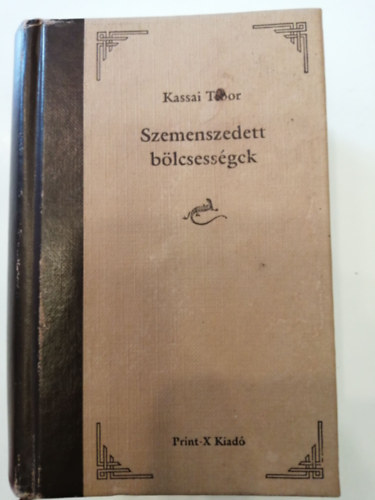 Kassai Tibor
Szemenszedett
bölcsességek
Print-X Kiadó